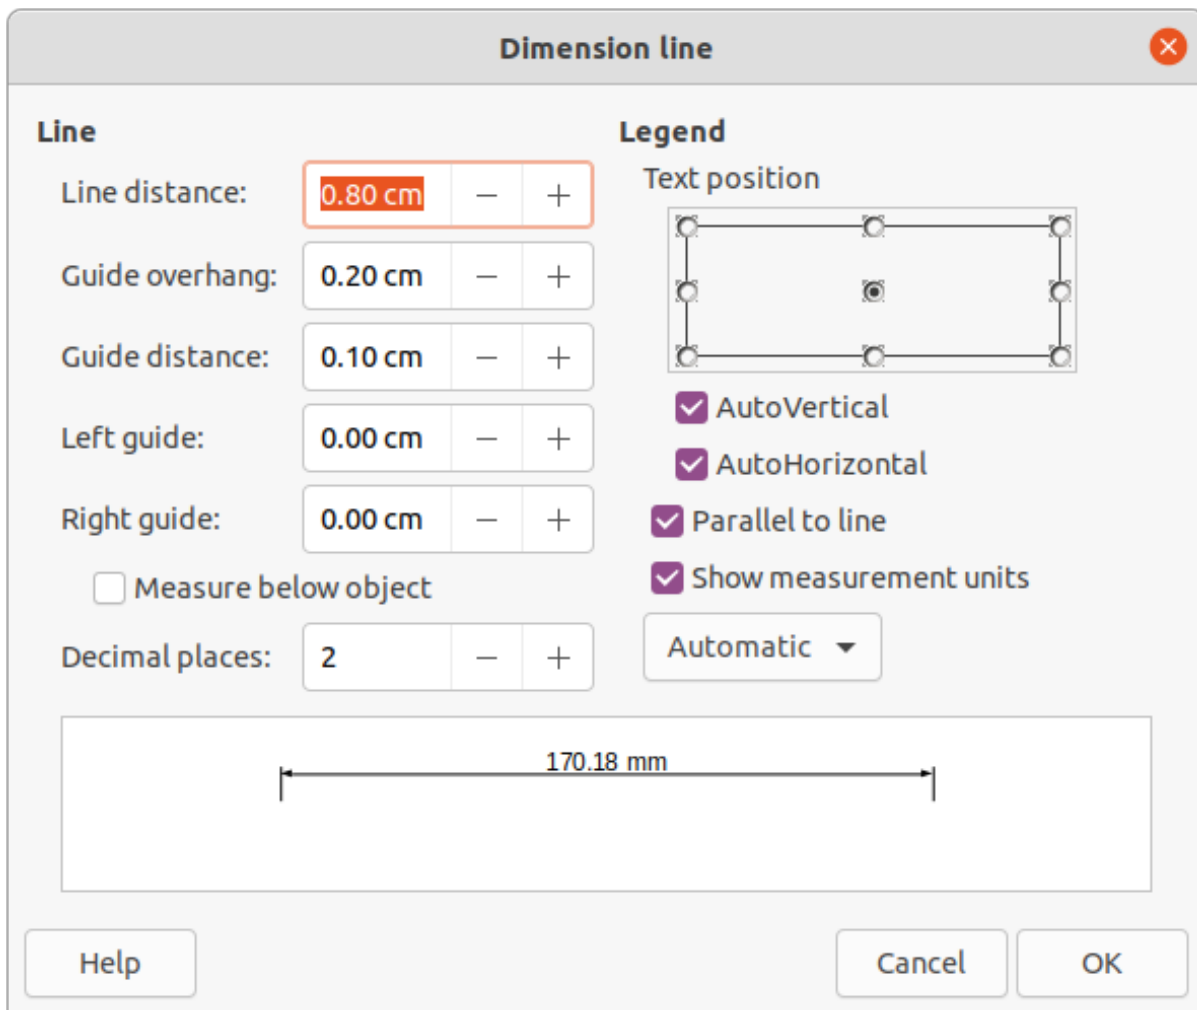 Dimension line
Line
Line distance: 0.80 cm
Guide overhang: 0.20 cm
Guide distance: 0.10 cm
Left guide: 0.00 cm
Right guide: 0.00 cm
Measure below object
Decimal places: 2
Legend
Text position
AutoVertical
AutoHorizontal
Parallel to line
Show measurement units
Automatic
170.18 mm
Help
Cancel
OK